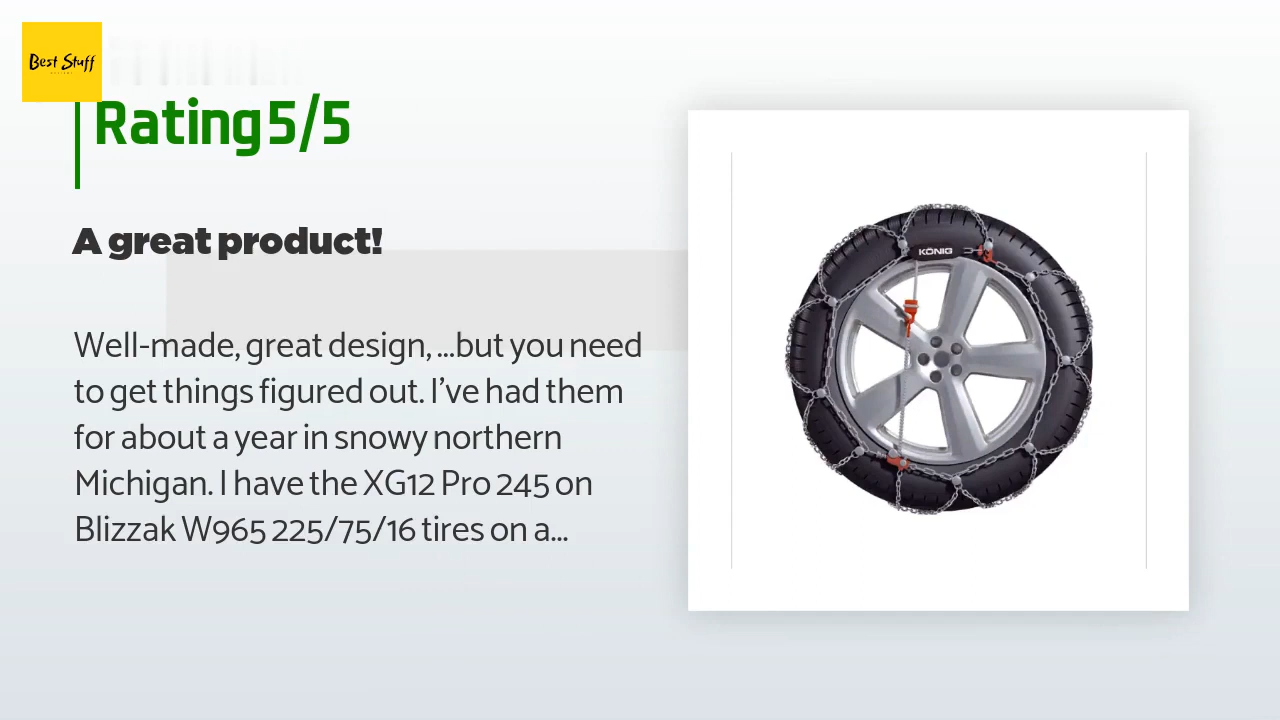 Best Stuff
Rating 5/5
A great product!
Well-made, great design, ...but you need
to get things figured out. I've had them
for about a year in snowy northern
Michigan. I have the XG12 Pro 245 on
Blizzak W965 225/75/16 tires on a...
KÖNIG